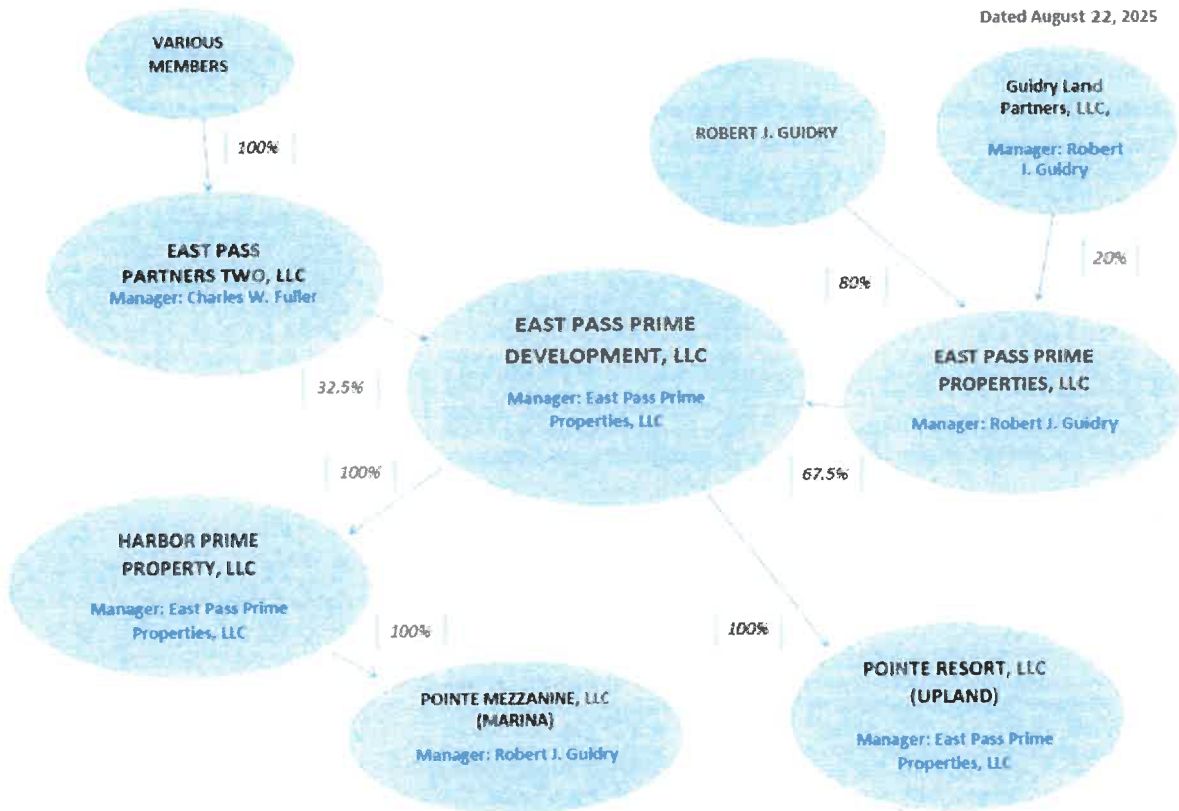 Dated August 22, 2025
VARIOUS
MEMBERS
100%
ROBERT J. GUIDRY
Guidry Land
Partners, LLC,
Manager: Robert
J. Guidry
EAST PASS
PARTNERS TWO, LLC
Manager: Charles W. Fuller
80%
20%
32.5%
EAST PASS PRIME
DEVELOPMENT, LLC
Manager: East Pass Prime
Properties, LLC
EAST PASS PRIME
PROPERTIES, LLC
Manager: Robert J. Guidry
67.5%
100%
HARBOR PRIME
PROPERTY, LLC
Manager: East Pass Prime
Properties, LLC
100%
100%
POINTE MEZZANINE, LLC
(MARINA)
Manager: Robert J. Guidry
POINTE RESORT, LLC
(UPLAND)
Manager: East Pass Prime
Properties, LLC